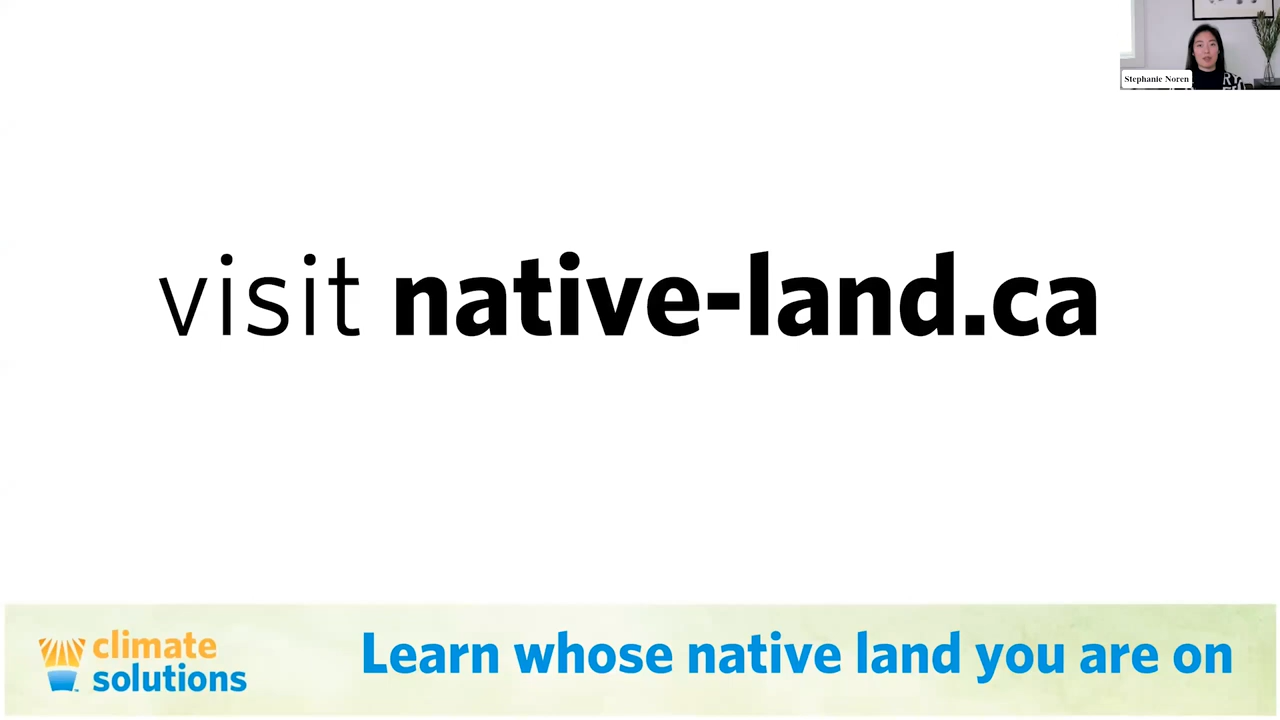 Stephanie Noren
visit native-land.ca
climate
solutions
Learn whose native land you are on